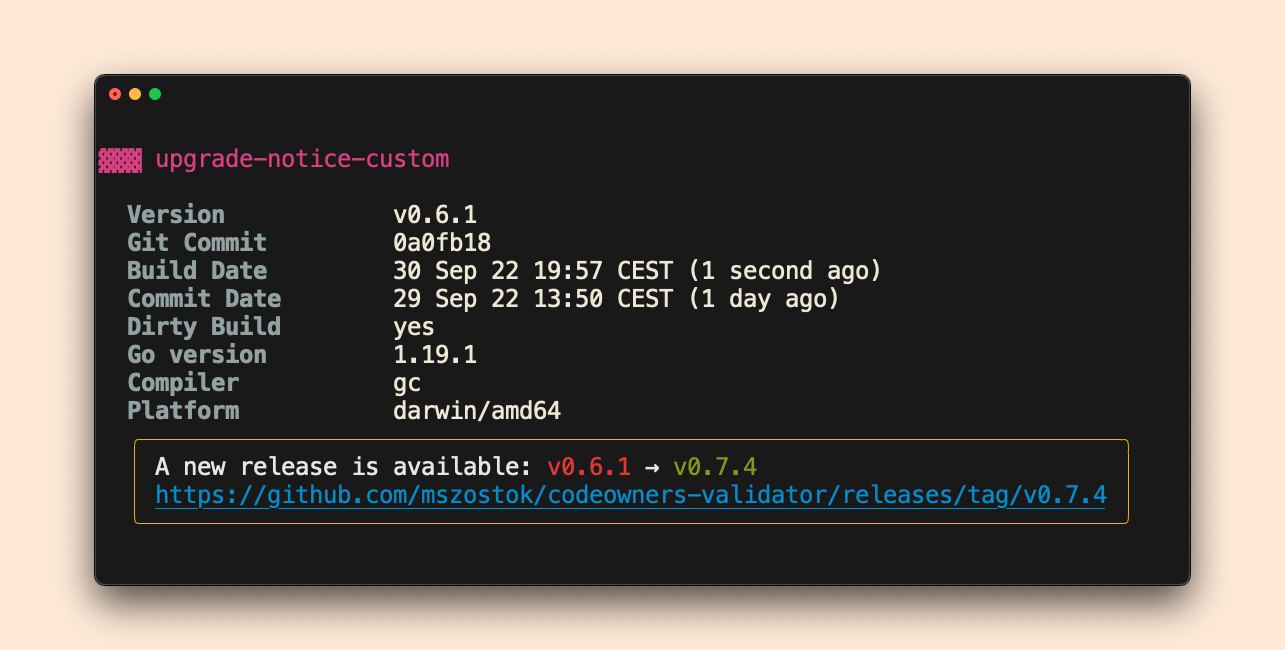 upgrade-notice-custom
Version v0.6.1
Git Commit 0a0fb18
Build Date 30 Sep 22 19:57 CEST (1 second ago)
Commit Date 29 Sep 22 13:50 CEST (1 day ago)
Dirty Build yes
Go version 1.19.1
Compiler gc
Platform darwin/amd64
A new release is available: v0.6.1 → v0.7.4
https://github.com/mszostok/codeowners-validator/releases/tag/v0.7.4